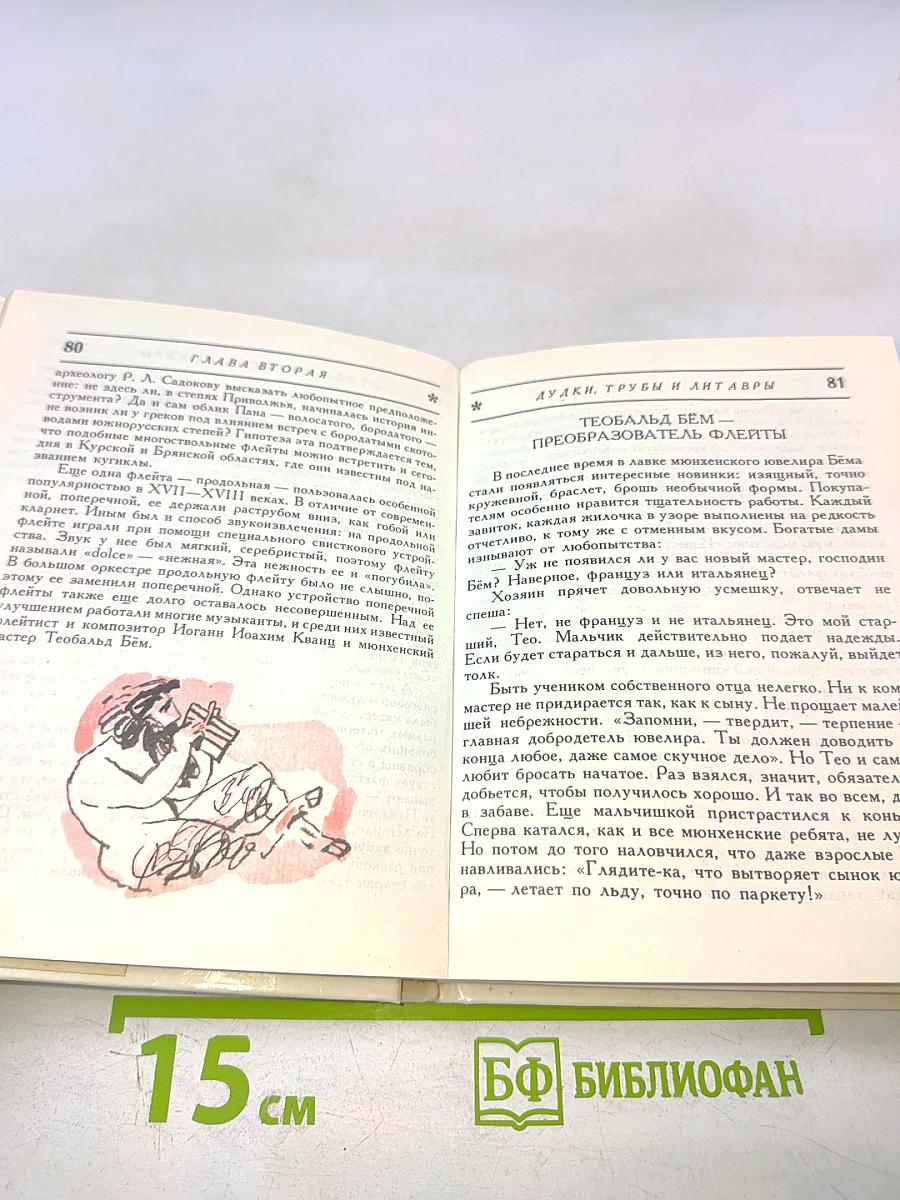 80
ГЛАВА ВТОРАЯ
*
археологу Р. Л. Садокову высказать любопытное предположе-
ние: не здесь ли, в степях Приволжья, начиналась история ин-
струмента? Да и сам облик Пана — волосатого, бородатого —
не возник ли у греков под влиянием встреч с бородатыми ското-
водами южнорусских степей? Гипотеза эта подтверждается тем,
что подобные многоствольные флейты можно встретить и сего-
дня в Курской и Брянской областях, где они известны под на-
званием кугиклы.
Еще одна флейта — продольная — пользовалась особенной
популярностью в XVII—XVIII веках. В отличие от современ-
ной, поперечной, ее держали раструбом вниз, как гобой или
кларнет. Иным был и способ звукоизвлечения: на продольной
флейте играли при помощи специального свисткового устрой-
ства. Звук у нее был мягкий, серебристый, поэтому флейту
называли «dolce» — «нежная». Эта нежность ее и «погубила».
В большом оркестре продольную флейту было не слышно, по-
этому ее заменили поперечной. Однако устройство поперечной
флейты также еще долго оставалось несовершенным. Над ее
улучшением работали многие музыканты, и среди них известный
флейтист и композитор Иоганн Иоахим Кванц и мюнхенский
астер Теобальд Бём.
*
ДУДКИ, ТРУБЫ И ЛИТАВРЫ
81
ТЕОБАЛЬД БЁМ —
ПРЕОБРАЗОВАТЕЛЬ ФЛЕЙТЫ
В последнее время в лавке мюнхенского ювелира Бёма
стали появляться интересные новинки: изящный, точно
кружевной, браслет, брошь необычной формы. Покупа-
телям особенно нравится тщательность работы. Каждый
завиток, каждая жилочка в узоре выполнены на редкость
отчетливо, к тому же с отменным вкусом. Богатые дамы
изнывают от любопытства:
— Уж не появился ли у вас новый мастер, господин
Бём? Наверное, француз или итальянец?
Хозяин прячет довольную усмешку, отвечает не
спеша:
— Нет, не француз и не итальянец. Это мой стар-
ший, Тео. Мальчик действительно подает надежды.
Если будет стараться и дальше, из него, пожалуй, выйдет
толк.
Быть учеником собственного отца нелегко. Ни к ком
мастер не придирается так, как к сыну. Не прощает малей
шей небрежности. «Запомни, — твердит, — терпение
главная добродетель ювелира. Ты должен доводить
конца любое, даже самое скучное дело». Но Тео и сам
любит бросать начатое. Раз взялся, значит, обязател
добьется, чтобы получилось хорошо. И так во всем, д
в забаве. Еще мальчишкой пристрастился к конь
Сперва катался, как и все мюнхенские ребята, не лу
Но потом до того наловчился, что даже взрослые
навливались: «Глядите-ка, что вытворяет сынок ю
ра, — летает по льду, точно по паркету!»
15 см
БФ БИБЛИОФАН